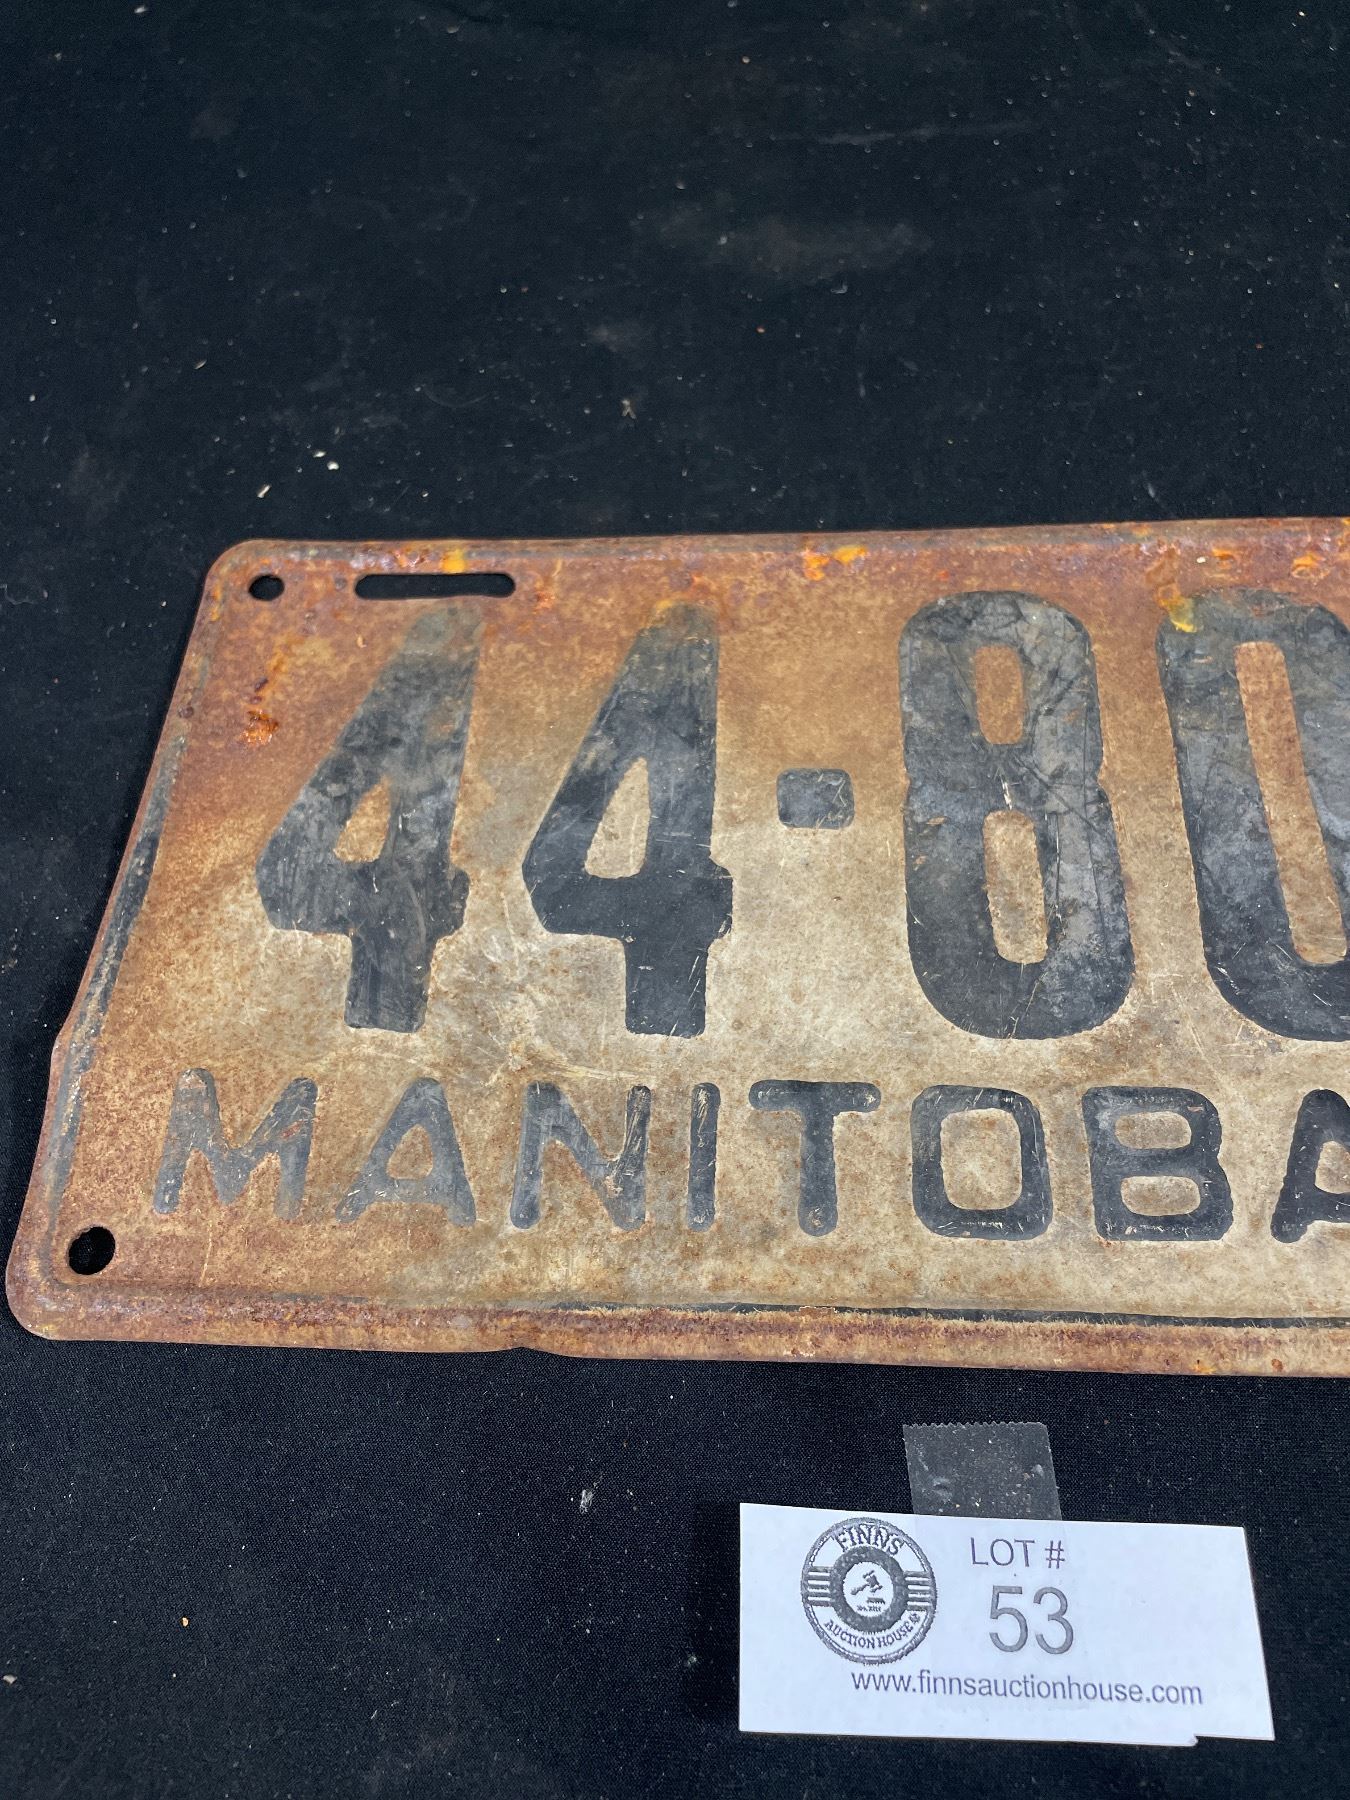 44-80
MANITOBA
FINNS
AUCTION HOUSE
LOT #
53
www.finnsauctionhouse.com